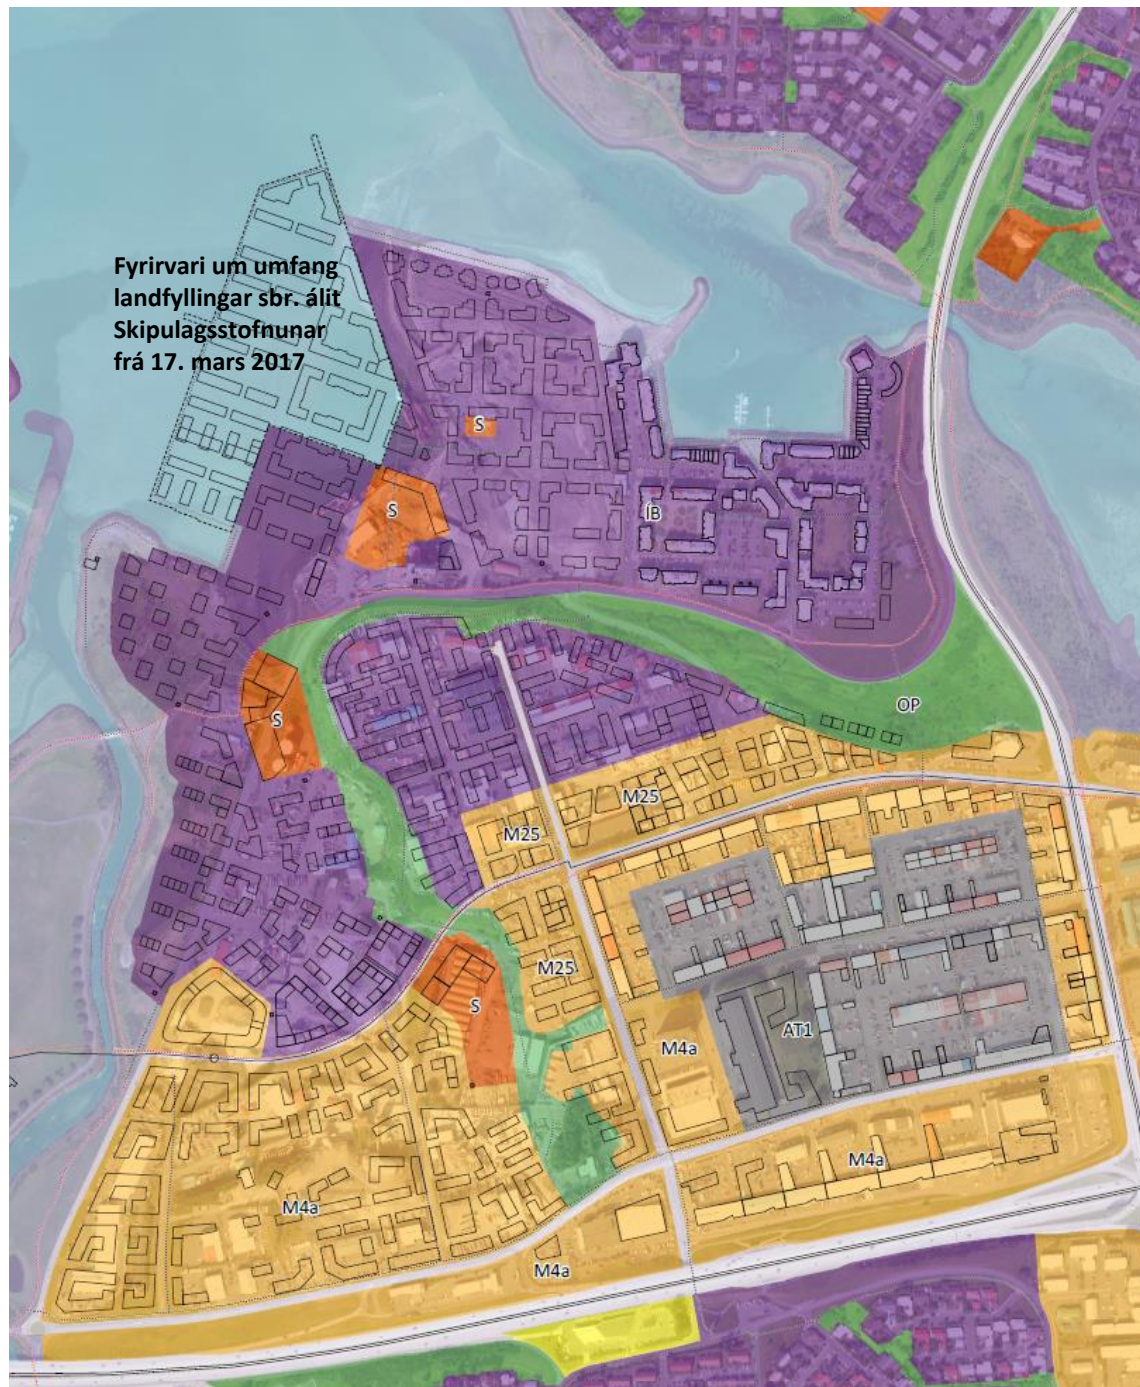 Fyrirvari um umfang
landfyllingar sbr. álit
Skipulagsstofnunar
frá 17. mars 2017
S
S
ÍB
S
OP
M25
M25
M25
S
AT1
M4a
M4a
M4a
M4a